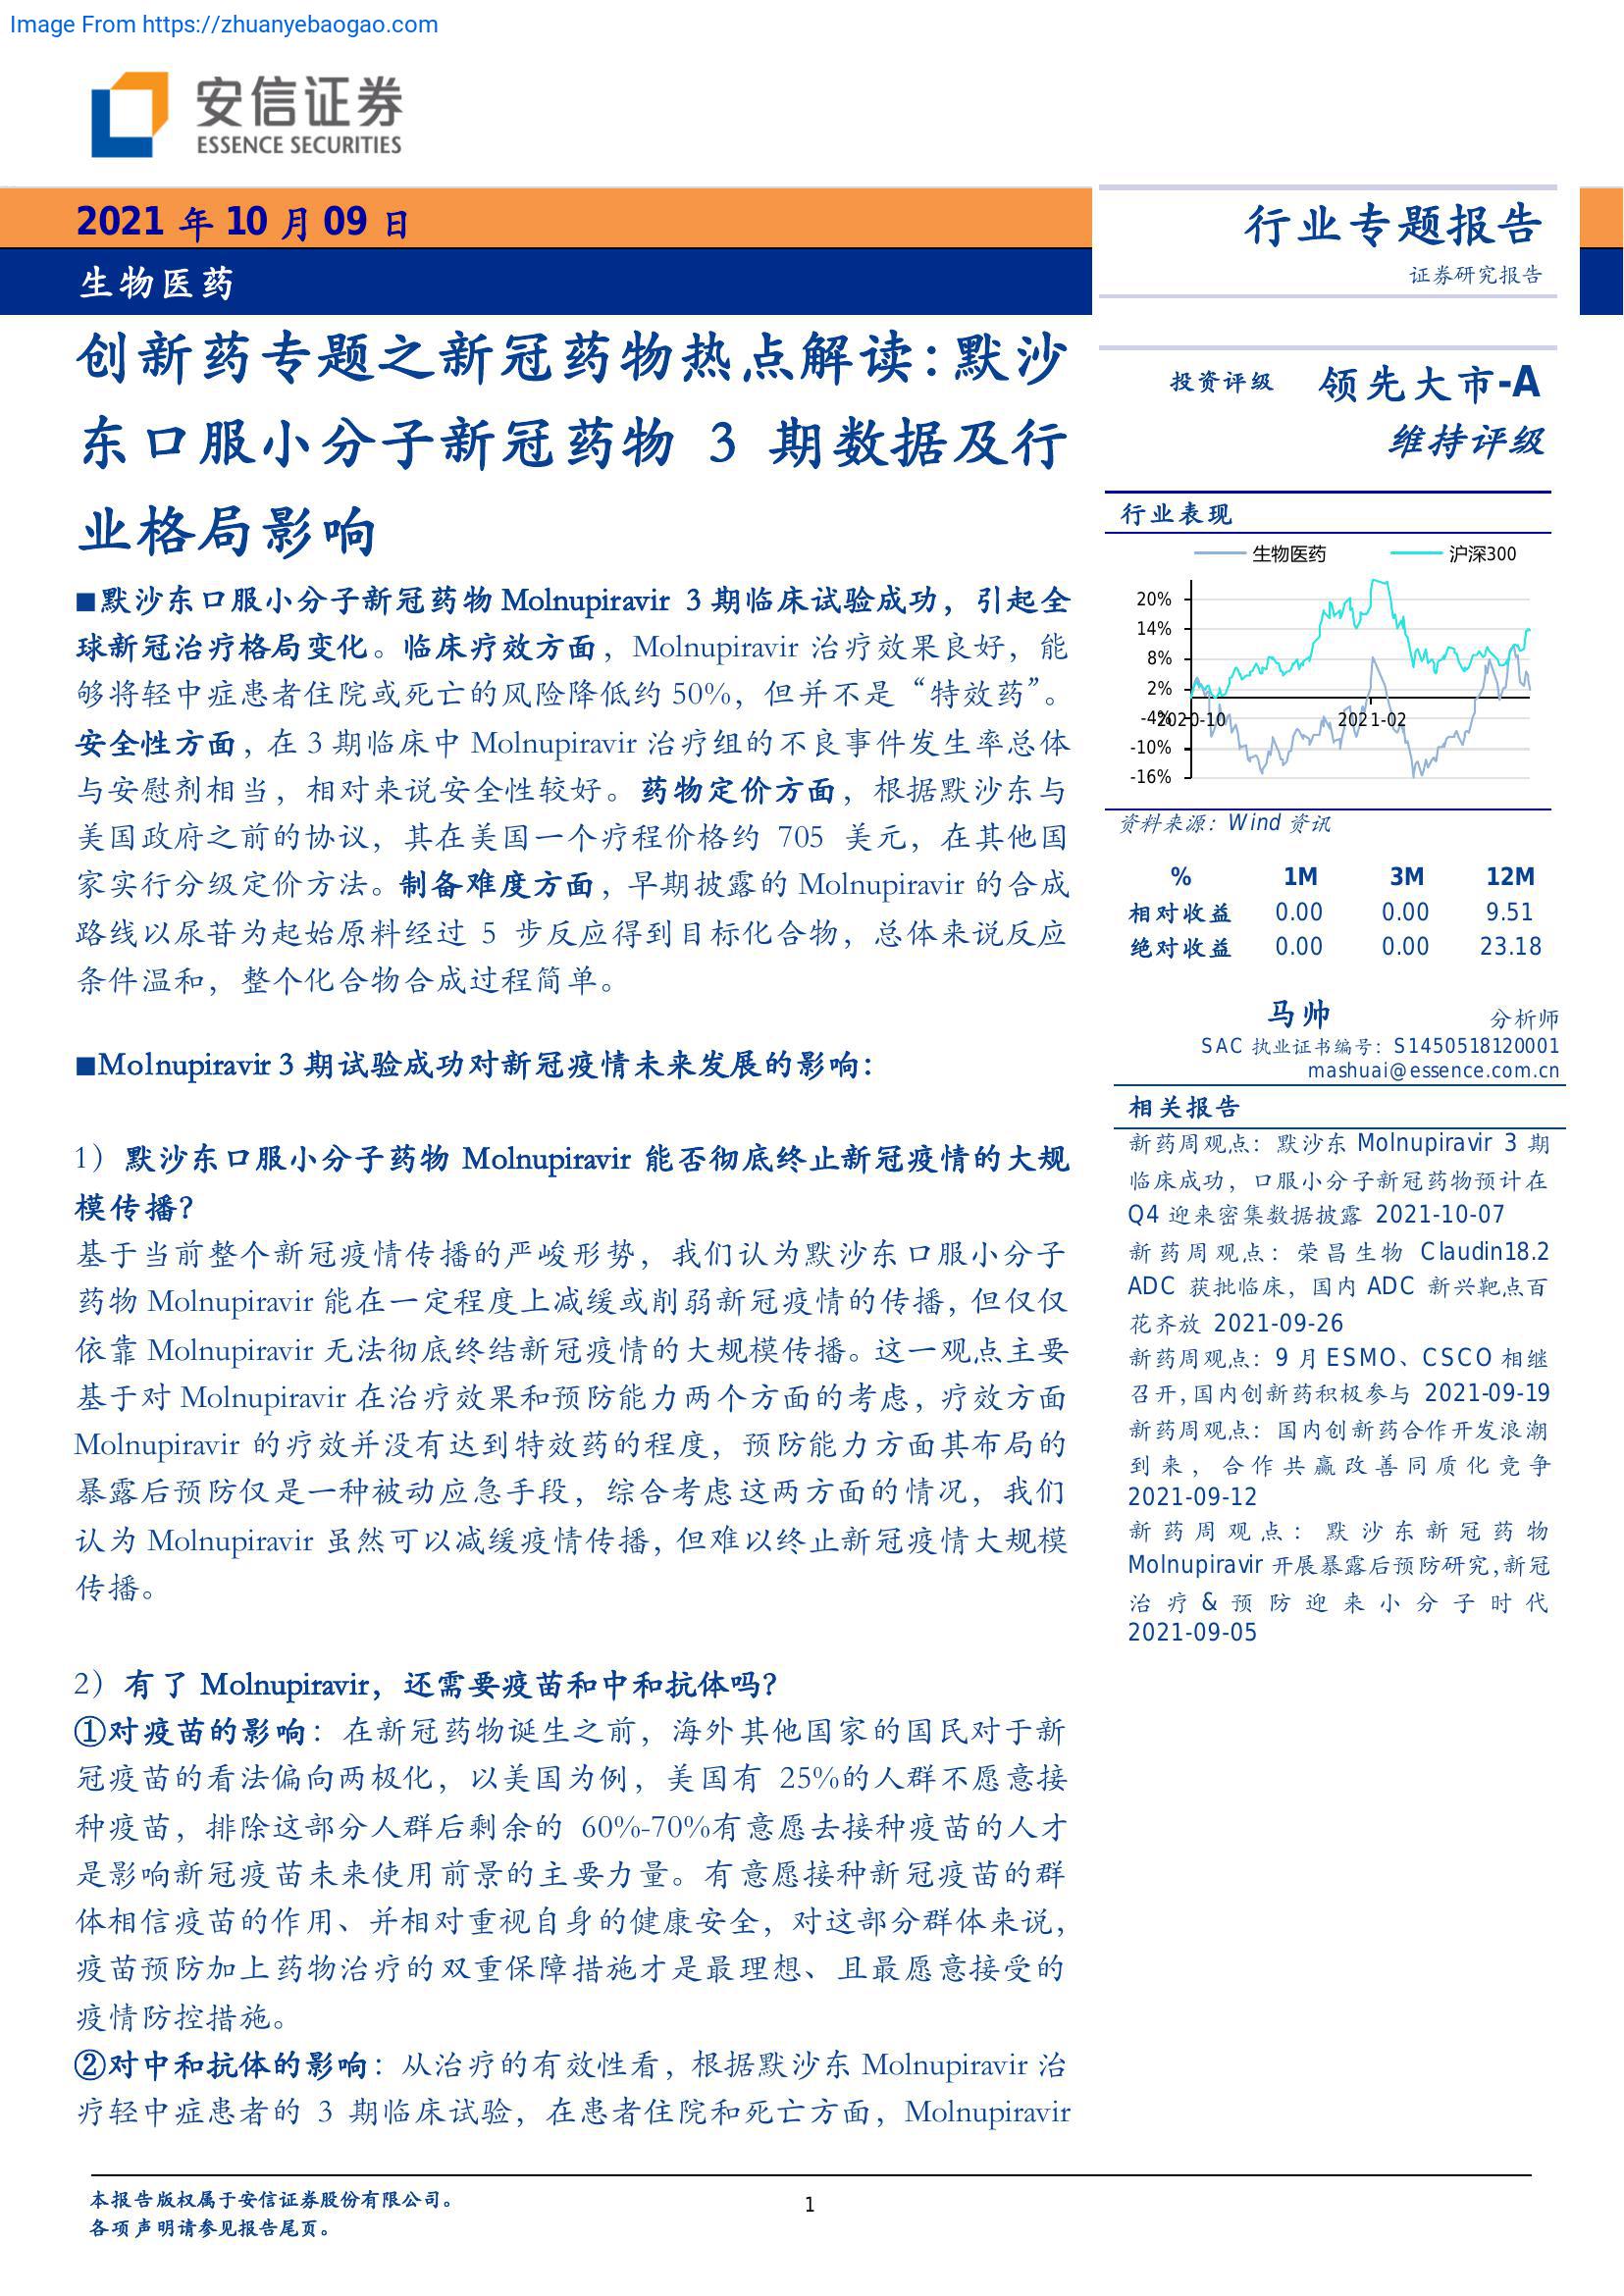 Image From https://zhuanyebaogao.com
安信证券
ESSENCE SECURITIES
2021 年 10 月 09 日
生物医药
创新药专题之新冠药物热点解读:默沙
东口服小分子新冠药物 3 期数据及行
业格局影响
■默沙东口服小分子新冠药物 Molnupiravir 3 期临床试验成功，引起全
球新冠治疗格局变化。临床疗效方面，Molnupiravir 治疗效果良好，能
够将轻中症患者住院或死亡的风险降低约 50%，但并不是“特效药”。
安全性方面，在 3 期临床中 Molnupiravir 治疗组的不良事件发生率总体
与安慰剂相当，相对来说安全性较好。药物定价方面，根据默沙东与
美国政府之前的协议，其在美国一个疗程价格约 705 美元，在其他国
家实行分级定价方法。制备难度方面，早期披露的 Molnupiravir 的合成
路线以尿苷为起始原料经过 5 步反应得到目标化合物，总体来说反应
条件温和，整个化合物合成过程简单。
■Molnupiravir 3 期试验成功对新冠疫情未来发展的影响：
1）默沙东口服小分子药物 Molnupiravir 能否彻底终止新冠疫情的大规
模传播？
基于当前整个新冠疫情传播的严峻形势，我们认为默沙东口服小分子
药物 Molnupiravir 能在一定程度上减缓或削弱新冠疫情的传播，但仅仅
依靠 Molnupiravir 无法彻底终结新冠疫情的大规模传播。这一观点主要
基于对 Molnupiravir 在治疗效果和预防能力两个方面的考虑，疗效方面
Molnupiravir 的疗效并没有达到特效药的程度，预防能力方面其布局的
暴露后预防仅是一种被动应急手段，综合考虑这两方面的情况，我们
认为 Molnupiravir 虽然可以减缓疫情传播，但难以终止新冠疫情大规模
传播。
2）有了 Molnupiravir，还需要疫苗和中和抗体吗？
①对疫苗的影响：在新冠药物诞生之前，海外其他国家的国民对于新
冠疫苗的看法偏向两极化，以美国为例，美国有 25%的人群不愿意接
种疫苗，排除这部分人群后剩余的 60%-70%有意愿去接种疫苗的人才
是影响新冠疫苗未来使用前景的主要力量。有意愿接种新冠疫苗的群
体相信疫苗的作用、并相对重视自身的健康安全，对这部分群体来说，
疫苗预防加上药物治疗的双重保障措施才是最理想、且最愿意接受的
疫情防控措施。
②对中和抗体的影响：从治疗的有效性看，根据默沙东 Molnupiravir 治
疗轻中症患者的 3 期临床试验，在患者住院和死亡方面，Molnupiravir
行业专题报告
证券研究报告
投资评级 领先大市-A
维持评级
行业表现
生物医药 沪深300
20%
14%
8%
2%
-4%
2020-10 2021-02
-10%
-16%
资料来源：Wind 资讯
% 1M 3M 12M
相对收益 0.00 0.00 9.51
绝对收益 0.00 0.00 23.18
马帅 分析师
SAC 执业证书编号：S1450518120001
mashuai@essence.com.cn
相关报告
新药周观点：默沙东 Molnupiravir 3 期
临床成功，口服小分子新冠药物预计在
Q4 迎来密集数据披露 2021-10-07
新药周观点：荣昌生物 Claudin18.2
ADC 获批临床，国内 ADC 新兴靶点百
花齐放 2021-09-26
新药周观点：9 月 ESMO、CSCO 相继
召开，国内创新药积极参与 2021-09-19
新药周观点：国内创新药合作开发浪潮
到来，合作共赢改善同质化竞争
2021-09-12
新药周观点：默沙东新冠药物
Molnupiravir 开展暴露后预防研究，新冠
治疗&预防迎来小分子时代
2021-09-05
本报告版权属于安信证券股份有限公司。
各项声明请参见报告尾页。
1